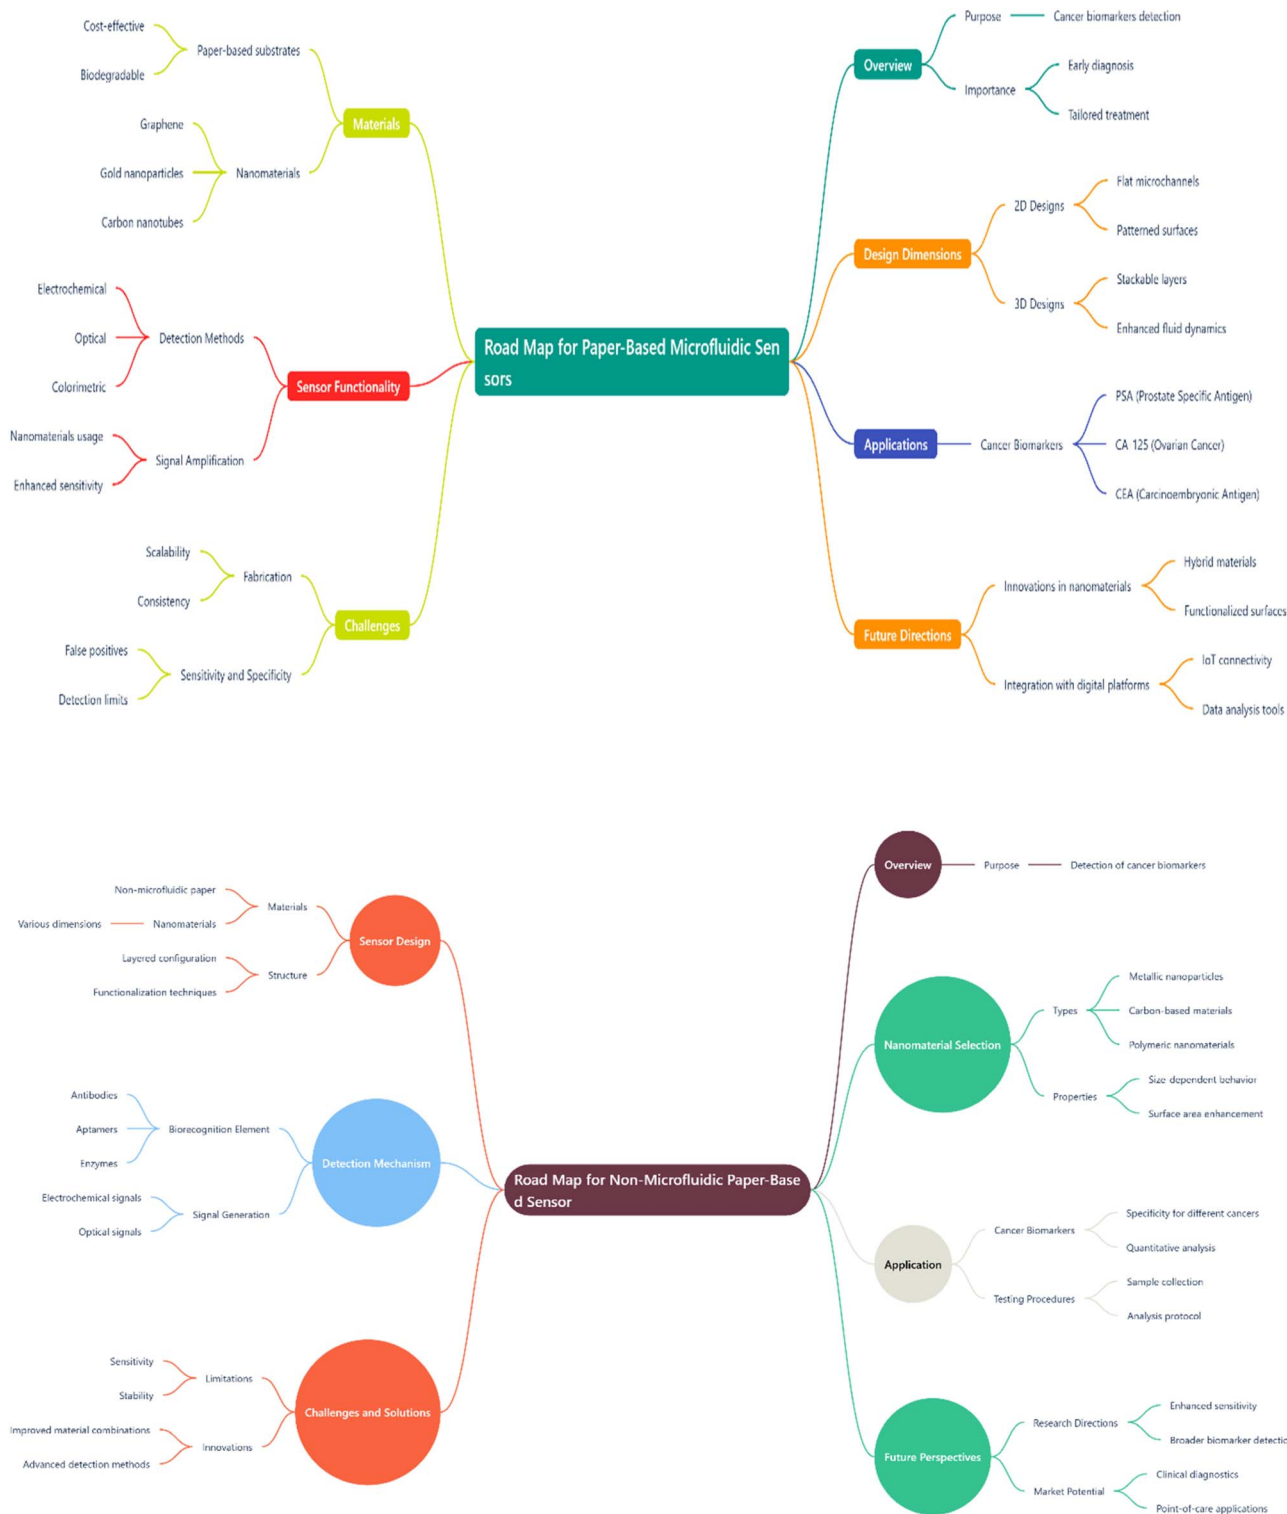 Road Map for Paper-Based Microfluidic Sen
sors
Materials
Paper-based substrates
Cost-effective
Biodegradable
Nanomaterials
Graphene
Gold nanoparticles
Carbon nanotubes
Sensor Functionality
Detection Methods
Electrochemical
Optical
Colorimetric
Signal Amplification
Nanomaterials usage
Enhanced sensitivity
Challenges
Fabrication
Scalability
Consistency
Sensitivity and Specificity
False positives
Detection limits
Overview
Purpose
Cancer biomarkers detection
Importance
Early diagnosis
Tailored treatment
Design Dimensions
2D Designs
Flat microchannels
Patterned surfaces
3D Designs
Stackable layers
Enhanced fluid dynamics
Applications
Cancer Biomarkers
PSA (Prostate Specific Antigen)
CA 125 (Ovarian Cancer)
CEA (Carcinoembryonic Antigen)
Future Directions
Innovations in nanomaterials
Hybrid materials
Functionalized surfaces
Integration with digital platforms
IoT connectivity
Data analysis tools
Road Map for Non-Microfluidic Paper-Base
d Sensor
Sensor Design
Materials
Non-microfluidic paper
Nanomaterials
Various dimensions
Structure
Layered configuration
Functionalization techniques
Detection Mechanism
Biorecognition Element
Antibodies
Aptamers
Enzymes
Signal Generation
Electrochemical signals
Optical signals
Challenges and Solutions
Limitations
Sensitivity
Stability
Innovations
Improved material combinations
Advanced detection methods
Overview
Purpose
Detection of cancer biomarkers
Nanomaterial Selection
Types
Metallic nanoparticles
Carbon-based materials
Polymeric nanomaterials
Properties
Size dependent behavior
Surface area enhancement
Application
Cancer Biomarkers
Specificity for different cancers
Quantitative analysis
Testing Procedures
Sample collection
Analysis protocol
Future Perspectives
Research Directions
Enhanced sensitivity
Broader biomarker detectio
Market Potential
Clinical diagnostics
Point-of-care applications